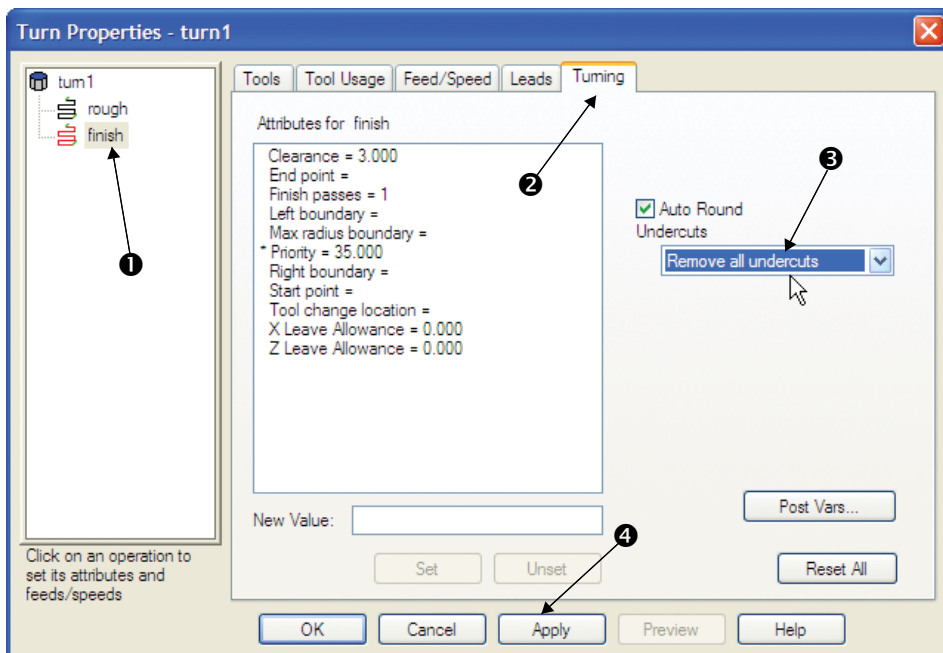 Turn Properties - turn1
turn1
rough
finish
Click on an operation to
set its attributes and
feeds/speeds
Tools
Tool Usage
Feed/Speed
Leads
Turning
Attributes for finish
Clearance = 3.000
End point =
Finish passes = 1
Left boundary =
Max radius boundary =
* Priority = 35.000
Right boundary =
Start point =
Tool change location =
X Leave Allowance = 0.000
Z Leave Allowance = 0.000
New Value:
Set
Unset
Auto Round
Undercuts
Remove all undercuts
Post Vars...
Reset All
OK
Cancel
Apply
Preview
Help
❶
❷
❸
❹